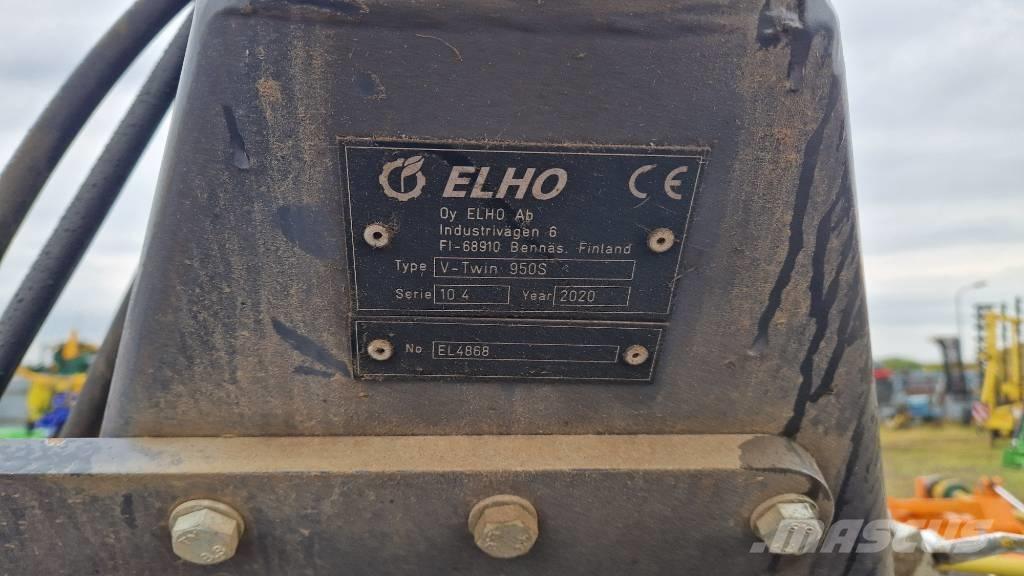 ELHO CE
Oy ELHO Ab
Industrivägen 6
FI-68910 Bennäs. Finland
Type V-Twin 950S
Serie 10 4 Year 2020
No EL4868
MASCUS